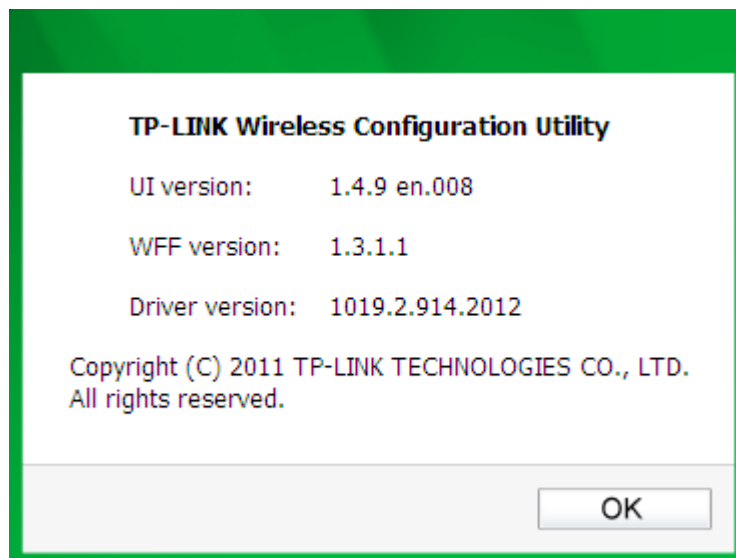 TP-LINK Wireless Configuration Utility
UI version: 1.4.9 en.008
WFF version: 1.3.1.1
Driver version: 1019.2.914.2012
Copyright (C) 2011 TP-LINK TECHNOLOGIES CO., LTD.
All rights reserved.
OK